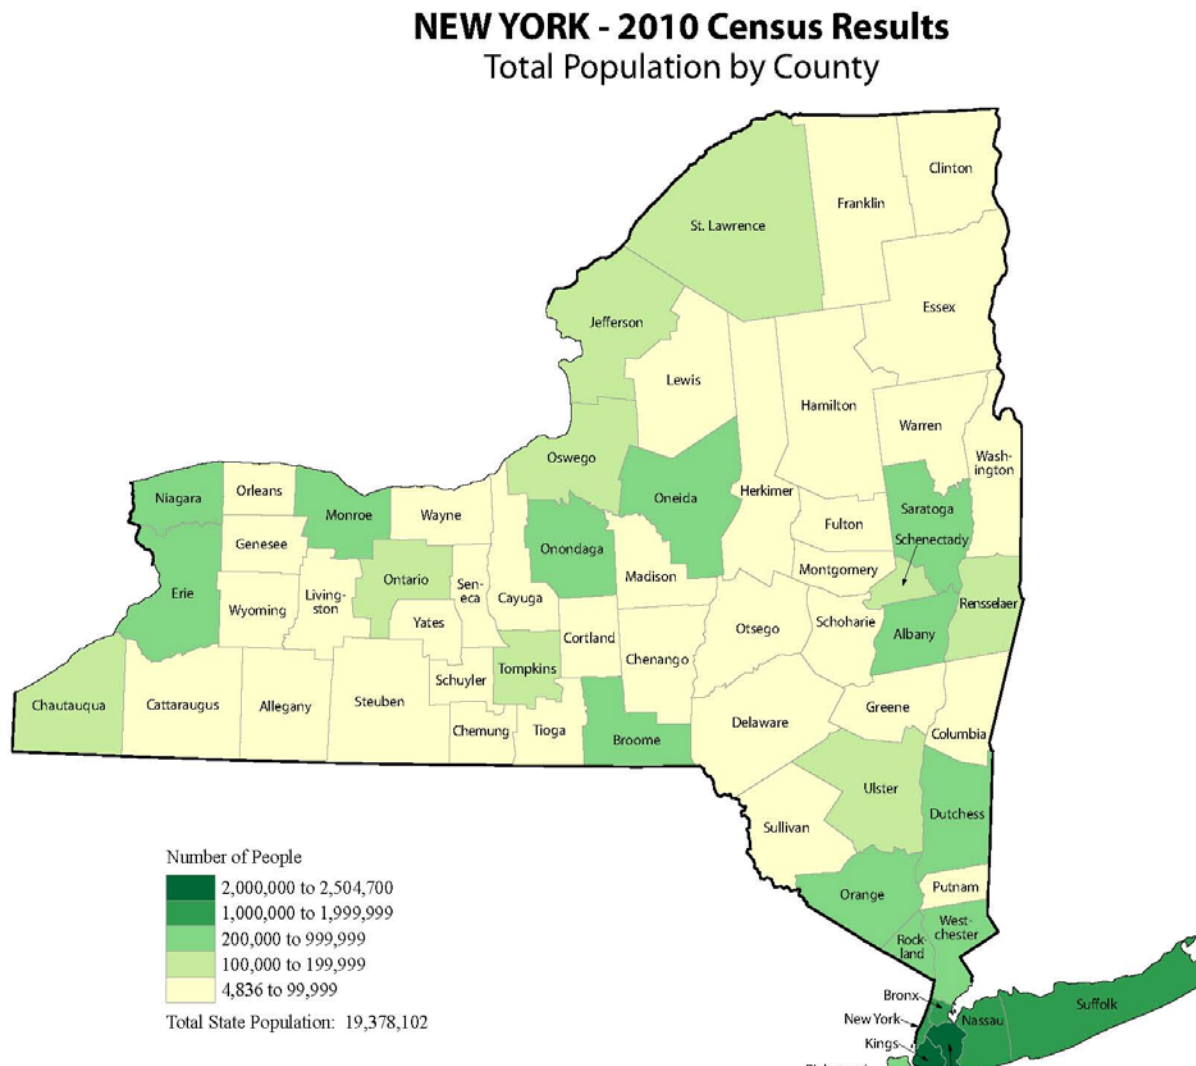 NEW YORK - 2010 Census Results
Total Population by County
Clinton
Franklin
St. Lawrence
Essex
Jefferson
Lewis
Hamilton
Warren
Wash-
ington
Oswego
Oneida
Herkimer
Niagara
Orleans
Monroe
Wayne
Saratoga
Fulton
Schenectady
Genesee
Onondaga
Montgomery
Madison
Ontario
Sen-
eca
Cayuga
Erie
Wyoming
Living-
ston
Yates
Cortland
Otsego
Schoharie
Albany
Rensselaer
Chenango
Tompkins
Schuyler
Chautauqua
Cattaraugus
Allegany
Steuben
Chemung
Tioga
Broome
Delaware
Greene
Columbia
Ulster
Dutchess
Sullivan
Orange
Putnam
West-
chester
Rock-
land
Bronx
New York
Kings
Nassau
Suffolk
Number of People
2,000,000 to 2,504,700
1,000,000 to 1,999,999
200,000 to 999,999
100,000 to 199,999
4,836 to 99,999
Total State Population: 19,378,102